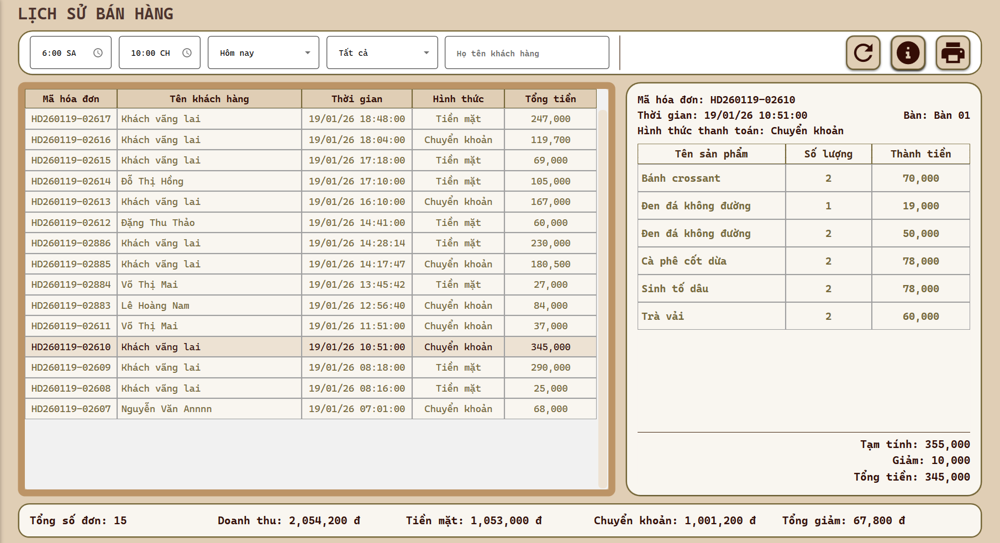 LỊCH SỬ BÁN HÀNG
6:00 SA 10:00 CH Hôm nay Tất cả Họ tên khách hàng
Mã hóa đơn Tên khách hàng Thời gian Hình thức Tổng tiền
HD260119-02617 Khách vãng lai 19/01/26 18:48:00 Tiền mặt 247,000
HD260119-02616 Khách vãng lai 19/01/26 18:04:00 Chuyển khoản 119,700
HD260119-02615 Khách vãng lai 19/01/26 17:18:00 Tiền mặt 69,000
HD260119-02614 Đỗ Thị Hồng 19/01/26 17:10:00 Tiền mặt 105,000
HD260119-02613 Khách vãng lai 19/01/26 16:10:00 Chuyển khoản 167,000
HD260119-02612 Đặng Thu Thảo 19/01/26 14:41:00 Tiền mặt 60,000
HD260119-02886 Khách vãng lai 19/01/26 14:28:14 Tiền mặt 230,000
HD260119-02885 Khách vãng lai 19/01/26 14:17:47 Chuyển khoản 180,500
HD260119-02884 Võ Thị Mai 19/01/26 13:45:42 Tiền mặt 27,000
HD260119-02883 Lê Hoàng Nam 19/01/26 12:56:40 Chuyển khoản 84,000
HD260119-02611 Võ Thị Mai 19/01/26 11:51:00 Chuyển khoản 37,000
HD260119-02610 Khách vãng lai 19/01/26 10:51:00 Chuyển khoản 345,000
HD260119-02609 Khách vãng lai 19/01/26 08:18:00 Tiền mặt 290,000
HD260119-02608 Khách vãng lai 19/01/26 08:16:00 Tiền mặt 25,000
HD260119-02607 Nguyễn Văn Annnn 19/01/26 07:01:00 Chuyển khoản 68,000
Mã hóa đơn: HD260119-02610
Thời gian: 19/01/26 10:51:00 Bàn: Bàn 01
Hình thức thanh toán: Chuyển khoản
Tên sản phẩm Số lượng Thành tiền
Bánh crossant 2 70,000
Đen đá không đường 1 19,000
Đen đá không đường 2 50,000
Cà phê cốt dừa 2 78,000
Sinh tố dâu 2 78,000
Trà vải 2 60,000
Tạm tính: 355,000
Giảm: 10,000
Tổng tiền: 345,000
Tổng số đơn: 15 Doanh thu: 2,054,200 đ Tiền mặt: 1,053,000 đ Chuyển khoản: 1,001,200 đ Tổng giảm: 67,800 đ